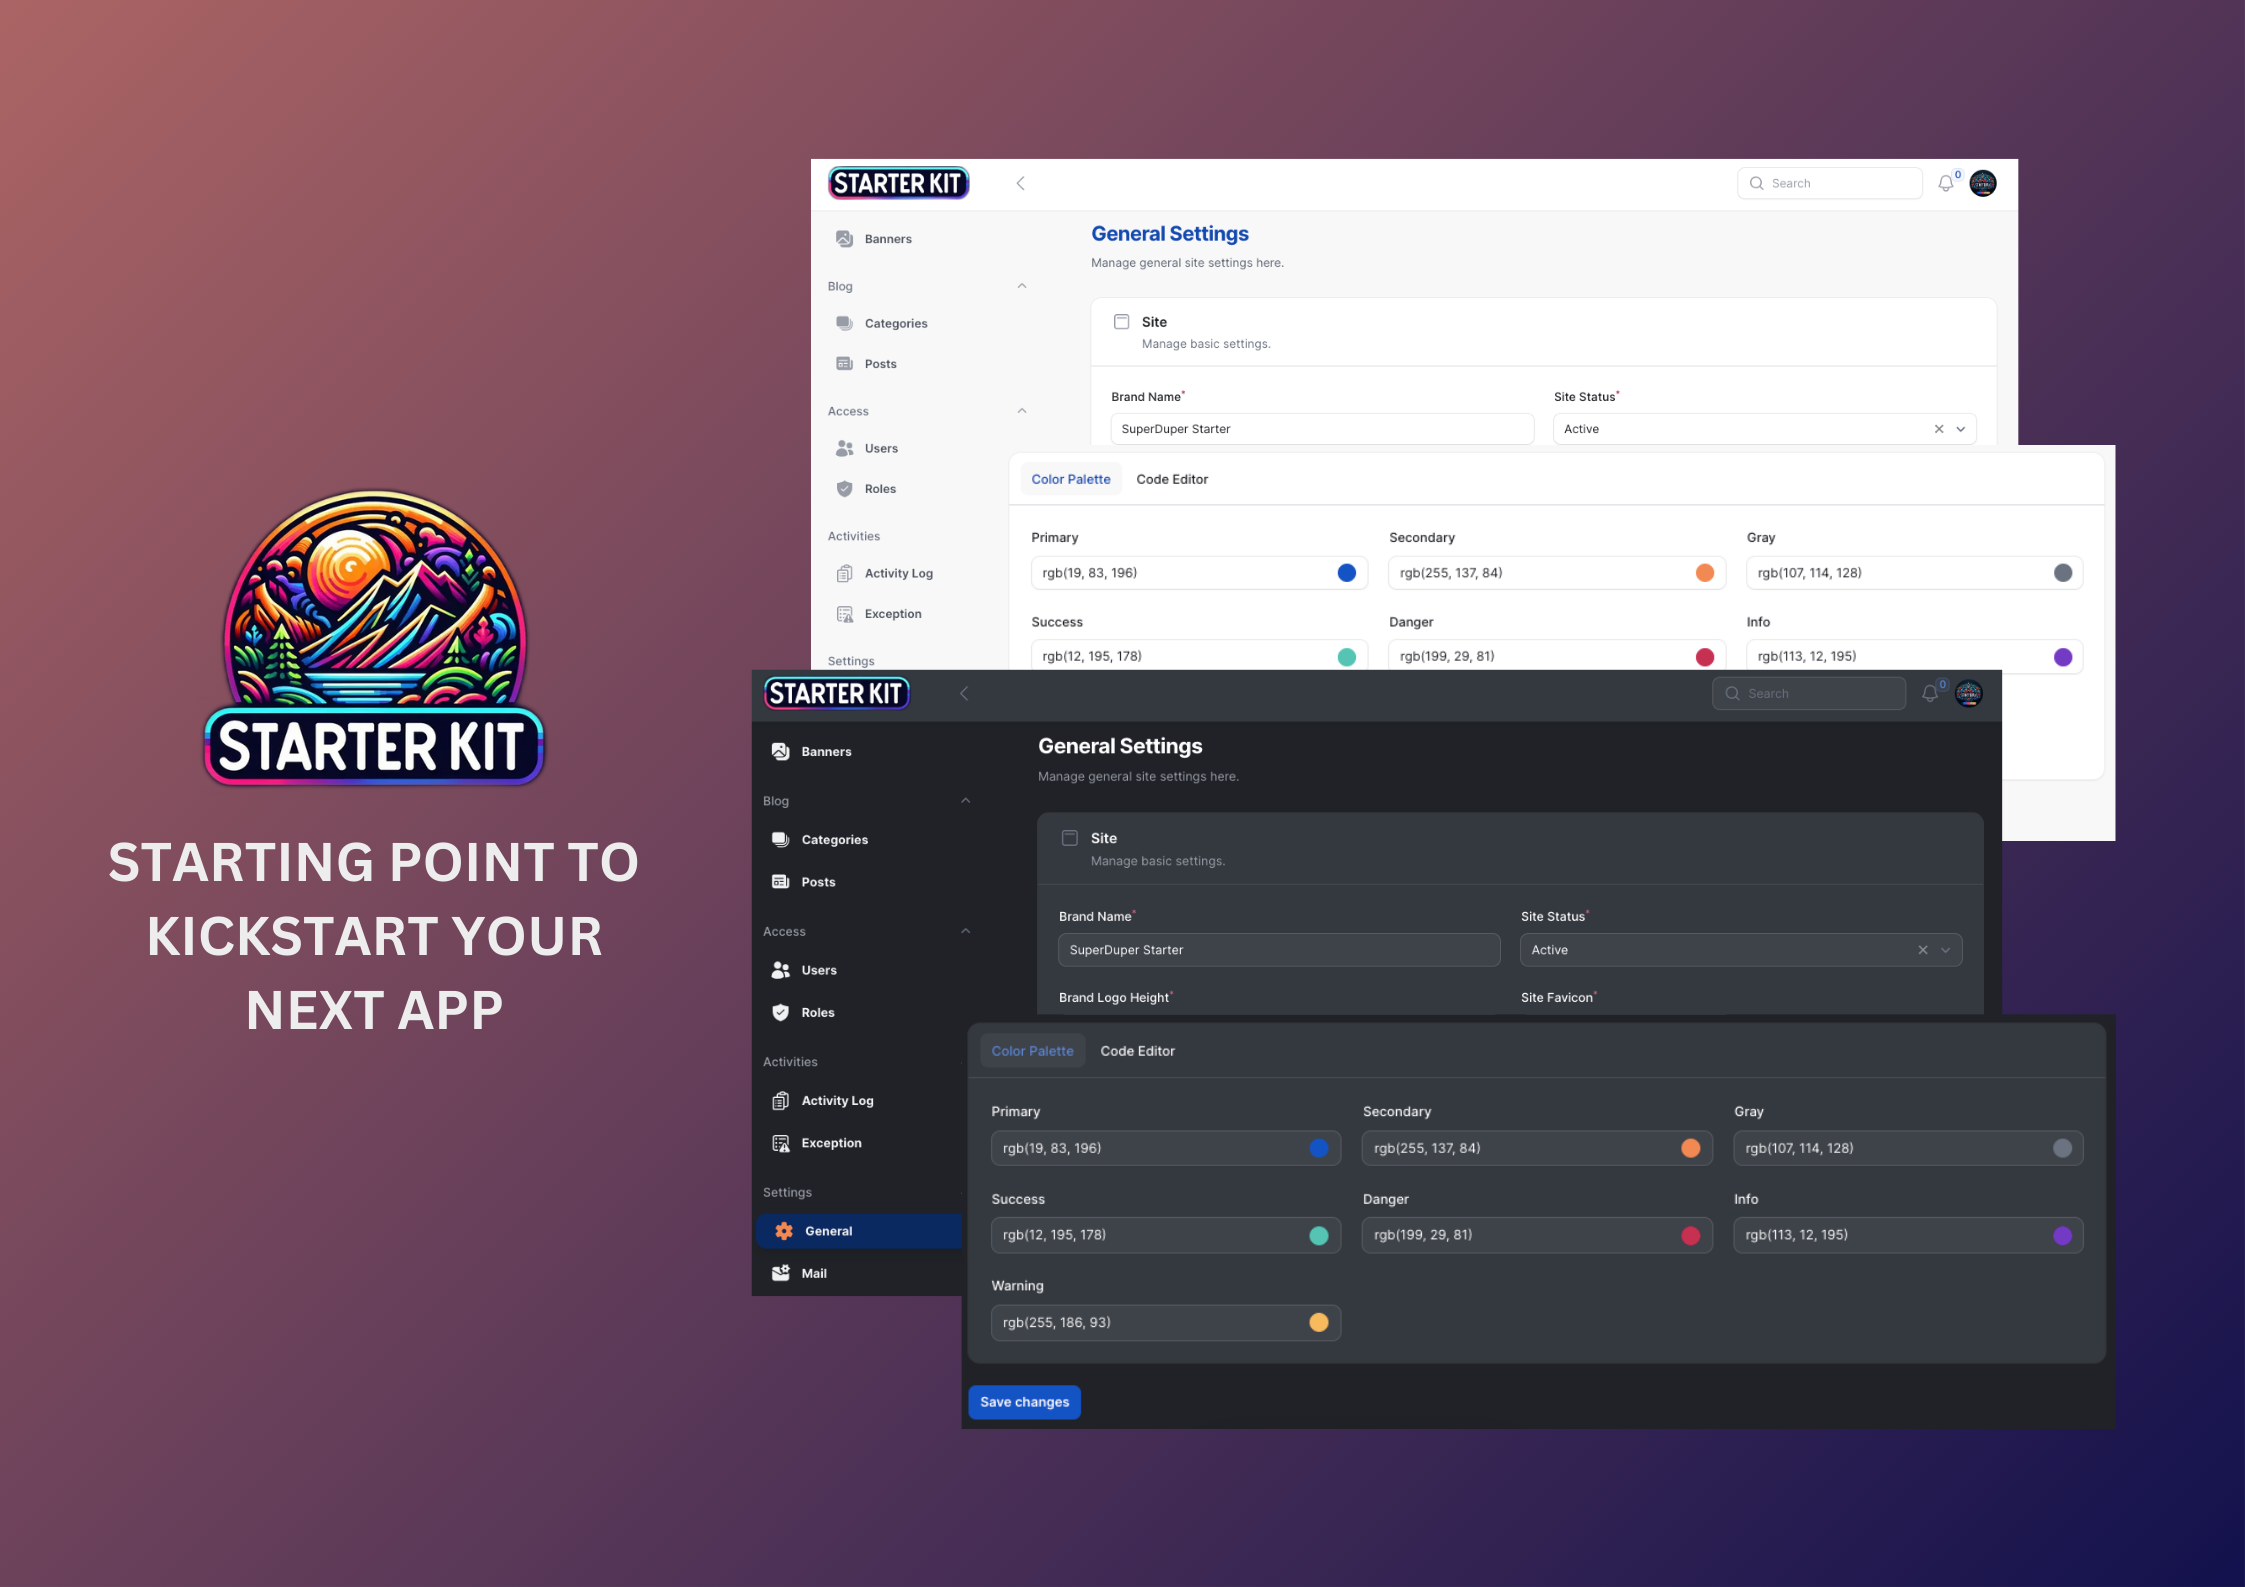 STARTER KIT
STARTING POINT TO
KICKSTART YOUR
NEXT APP
STARTER KIT
Search
0
Banners
Blog
Categories
Posts
Access
Users
Roles
Activities
Activity Log
Exception
Settings
General Settings
Manage general site settings here.
Site
Manage basic settings.
Brand Name*
Site Status*
SuperDuper Starter
Active
Color Palette
Code Editor
Primary
Secondary
Gray
rgb(19, 83, 196)
rgb(255, 137, 84)
rgb(107, 114, 128)
Success
Danger
Info
rgb(12, 195, 178)
rgb(199, 29, 81)
rgb(113, 12, 195)
STARTER KIT
Search
0
Banners
Blog
Categories
Posts
Access
Users
Roles
Activities
Activity Log
Exception
Settings
General
Mail
General Settings
Manage general site settings here.
Site
Manage basic settings.
Brand Name*
Site Status*
SuperDuper Starter
Active
Brand Logo Height*
Site Favicon*
Color Palette
Code Editor
Primary
Secondary
Gray
rgb(19, 83, 196)
rgb(255, 137, 84)
rgb(107, 114, 128)
Success
Danger
Info
rgb(12, 195, 178)
rgb(199, 29, 81)
rgb(113, 12, 195)
Warning
rgb(255, 186, 93)
Save changes